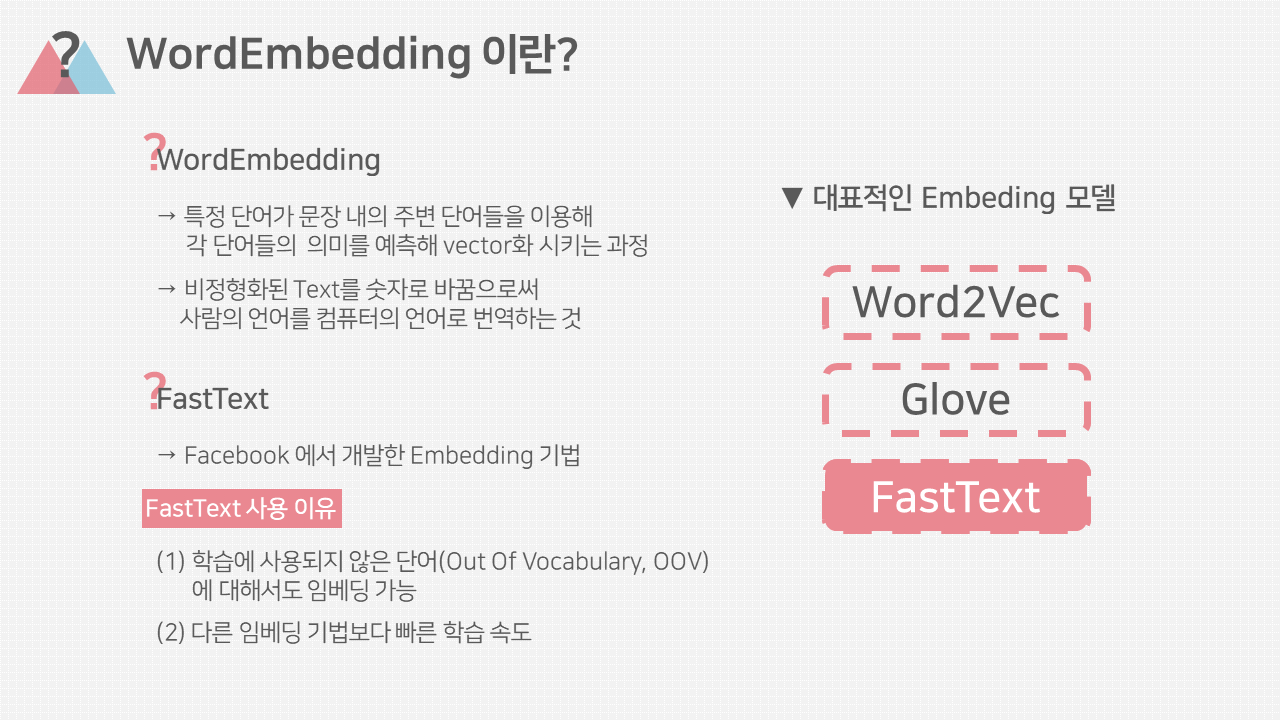 ?
WordEmbedding 이란?
?
WordEmbedding
→ 특정 단어가 문장 내의 주변 단어들을 이용해
각 단어들의 의미를 예측해 vector화 시키는 과정
→ 비정형화된 Text를 숫자로 바꿈으로써
사람의 언어를 컴퓨터의 언어로 번역하는 것
?
FastText
→ Facebook 에서 개발한 Embedding 기법
FastText 사용 이유
(1) 학습에 사용되지 않은 단어(Out Of Vocabulary, OOV)
에 대해서도 임베딩 가능
(2) 다른 임베딩 기법보다 빠른 학습 속도
▼ 대표적인 Embeding 모델
Word2Vec
Glove
FastText